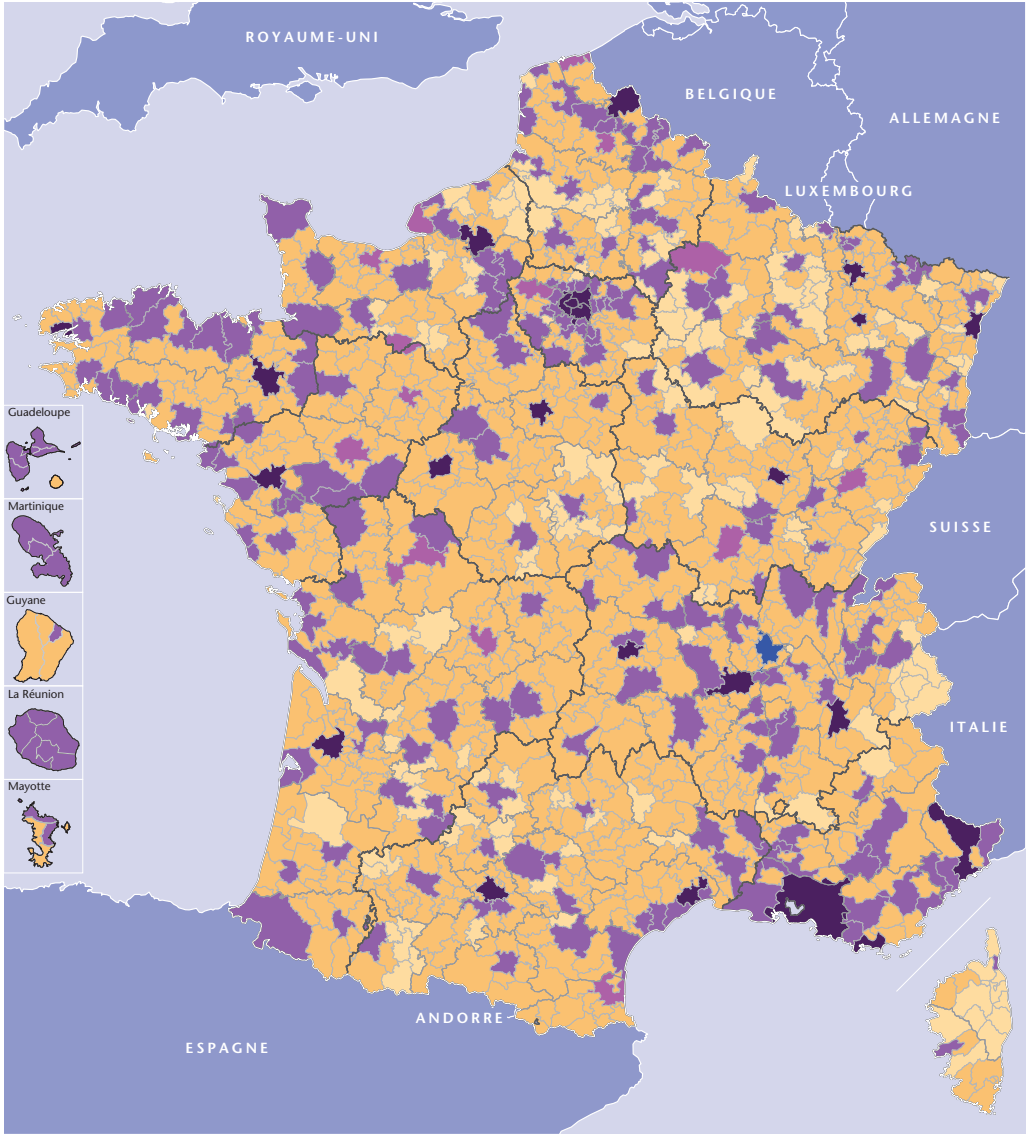 ROYAUME-UNI
BELGIQUE
ALLEMAGNE
LUXEMBOURG
Guadeloupe
Martinique
SUISSE
Guyane
La Réunion
ITALIE
Mayotte
ANDORRE
ESPAGNE